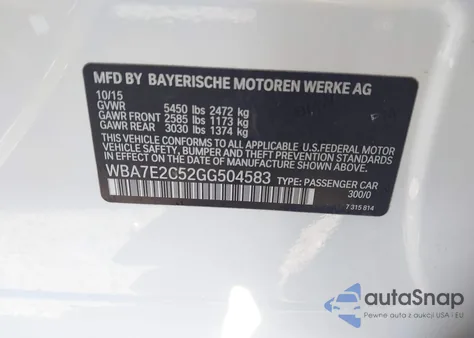 MFD BY BAYERISCHE MOTOREN WERKE AG
10/15
GVWR 5450 lbs 2472 kg
GAWR FRONT 2585 lbs 1173 kg
GAWR REAR 3030 lbs 1374 kg
THIS VEHICLE CONFORMS TO ALL APPLICABLE U.S.FEDERAL MOTOR
VEHICLE SAFETY, BUMPER, AND THEFT PREVENTION
STANDARDS IN EFFECT ON THE DATE OF MANUFACTURE
SHOWN ABOVE.
WBA7E2C52GG504583 TYPE: PASSENGER CAR
300/0
7 315 814
autoSnap
Pewne auta z aukcji USA i EU